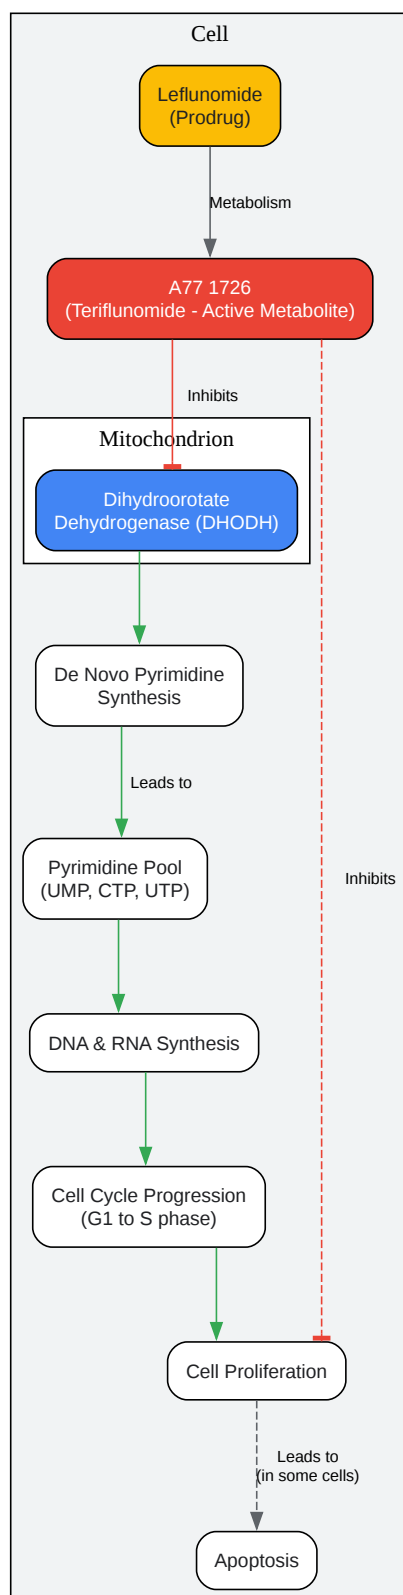 Cell
Leflunomide
(Prodrug)
Metabolism
A77 1726
(Teriflunomide - Active Metabolite)
Inhibits
Mitochondrion
Dihydroorotate
Dehydrogenase (DHODH)
De Novo Pyrimidine
Synthesis
Leads to
Pyrimidine Pool
(UMP, CTP, UTP)
Inhibits
DNA & RNA Synthesis
Cell Cycle Progression
(G1 to S phase)
Cell Proliferation
Leads to
(in some cells)
Apoptosis